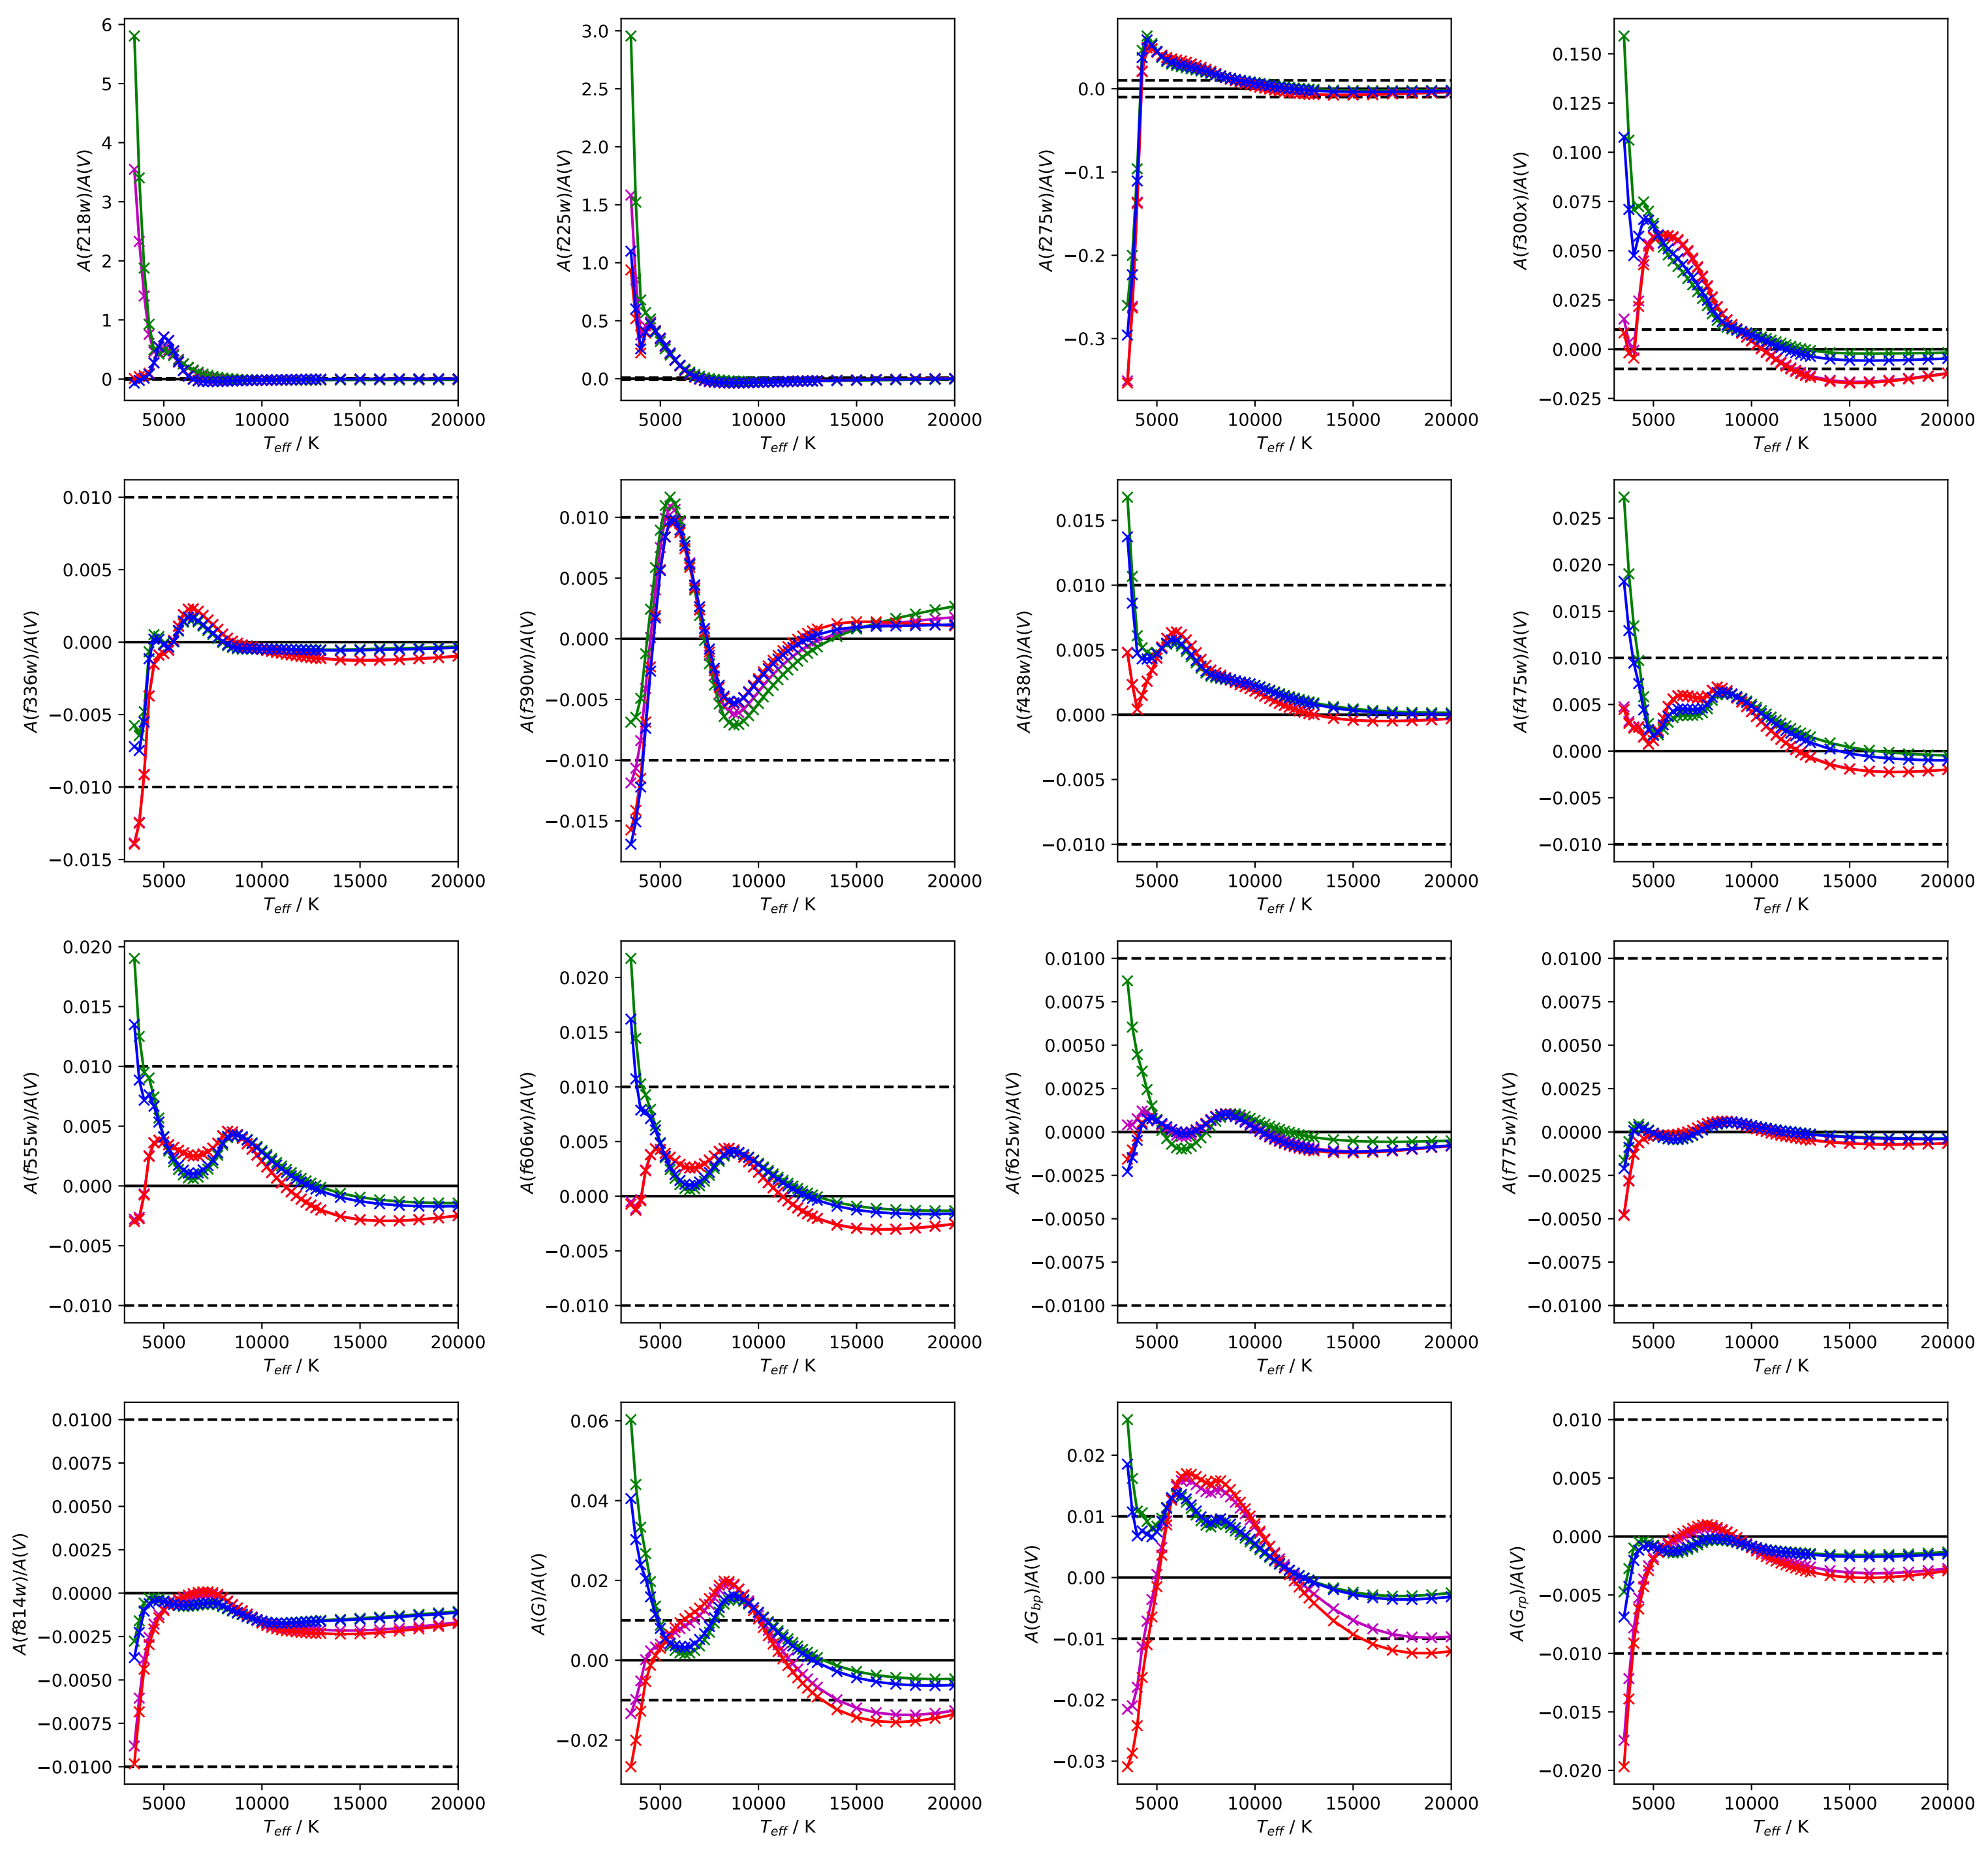 6
5
4
3
2
1
0
A(f218w)/A(V)
5000 10000 15000 20000
T_eff / K
3.0
2.5
2.0
1.5
1.0
0.5
0.0
A(f225w)/A(V)
5000 10000 15000 20000
T_eff / K
0.0
−0.1
−0.2
−0.3
A(f275w)/A(V)
5000 10000 15000 20000
T_eff / K
0.150
0.125
0.100
0.075
0.050
0.025
0.000
−0.025
A(f300x)/A(V)
5000 10000 15000 20000
T_eff / K
0.010
0.005
0.000
−0.005
−0.010
−0.015
A(f336w)/A(V)
5000 10000 15000 20000
T_eff / K
0.010
0.005
0.000
−0.005
−0.010
−0.015
A(f390w)/A(V)
5000 10000 15000 20000
T_eff / K
0.015
0.010
0.005
0.000
−0.005
−0.010
A(f438w)/A(V)
5000 10000 15000 20000
T_eff / K
0.025
0.020
0.015
0.010
0.005
0.000
−0.005
−0.010
A(f475w)/A(V)
5000 10000 15000 20000
T_eff / K
0.020
0.015
0.010
0.005
0.000
−0.005
−0.010
A(f555w)/A(V)
5000 10000 15000 20000
T_eff / K
0.020
0.015
0.010
0.005
0.000
−0.005
−0.010
A(f606w)/A(V)
5000 10000 15000 20000
T_eff / K
0.0100
0.0075
0.0050
0.0025
0.0000
−0.0025
−0.0050
−0.0075
−0.0100
A(f625w)/A(V)
5000 10000 15000 20000
T_eff / K
0.0100
0.0075
0.0050
0.0025
0.0000
−0.0025
−0.0050
−0.0075
−0.0100
A(f775w)/A(V)
5000 10000 15000 20000
T_eff / K
0.0100
0.0075
0.0050
0.0025
0.0000
−0.0025
−0.0050
−0.0075
−0.0100
A(f814w)/A(V)
5000 10000 15000 20000
T_eff / K
0.06
0.04
0.02
0.00
−0.02
A(G)/A(V)
5000 10000 15000 20000
T_eff / K
0.02
0.01
0.00
−0.01
−0.02
−0.03
A(G_bp)/A(V)
5000 10000 15000 20000
T_eff / K
0.010
0.005
0.000
−0.005
−0.010
−0.015
−0.020
A(G_rp)/A(V)
5000 10000 15000 20000
T_eff / K